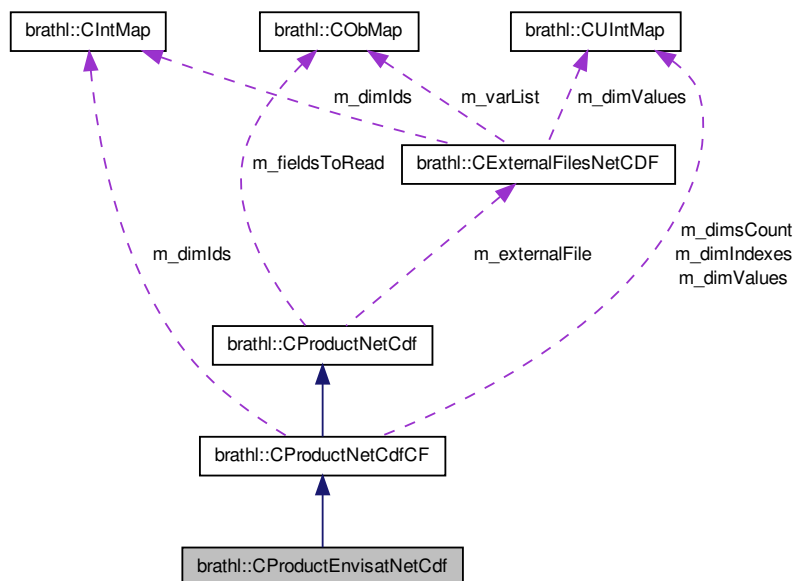 brathl::CIntMap
brathl::CObMap
brathl::CUIntMap
m_dimIds
m_varList
m_dimValues
m_fieldsToRead
brathl::CExternalFilesNetCDF
m_dimIds
m_externalFile
m_dimsCount
m_dimIndexes
m_dimValues
brathl::CProductNetCdf
brathl::CProductNetCdfCF
brathl::CProductEnvisatNetCdf